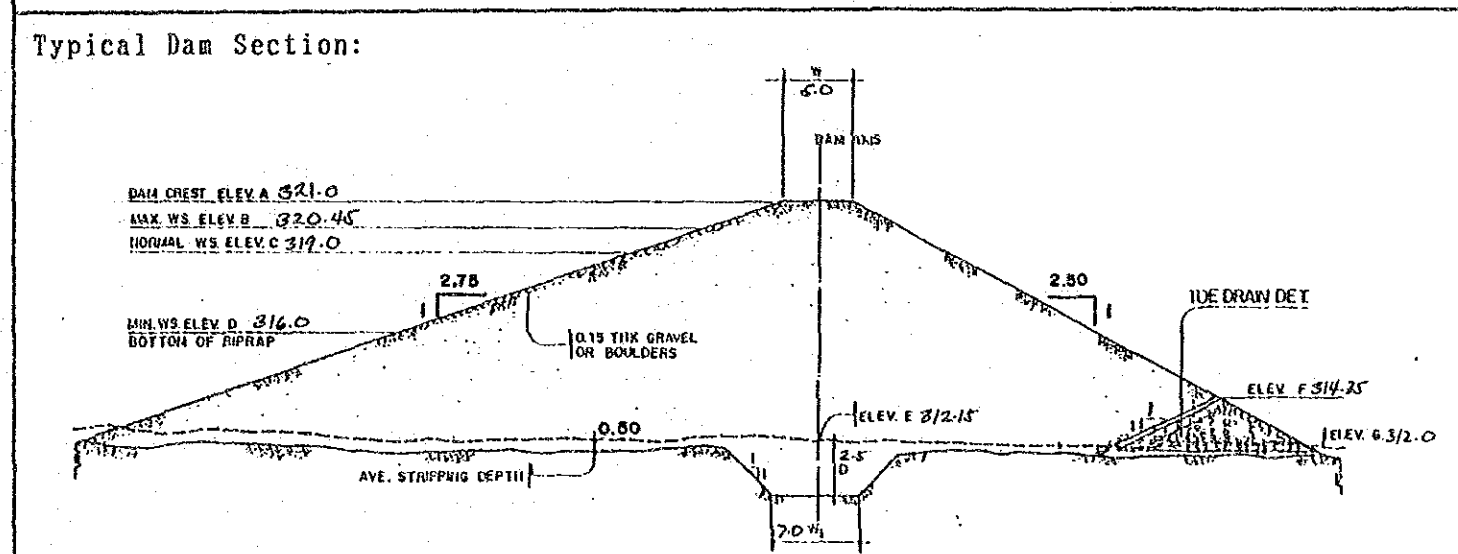 Typical Dam Section:
W
6.0
DAM AXIS
DAM CREST ELEV. A 321.0
MAX. WS. ELEV. B 320.45
NORMAL WS. ELEV. C 319.0
2.75
1
2.50
1
TOE DRAIN DET.
MIN. WS. ELEV. D 316.0
BOTTOM OF RIPRAP
0.15 THK GRAVEL
OR BOULDERS
ELEV. F 314.25
ELEV. E 312.15
0.50
1
1
ELEV. G 312.0
AVE. STRIPPING DEPTH
1
1
2.5
D
7.0 W1